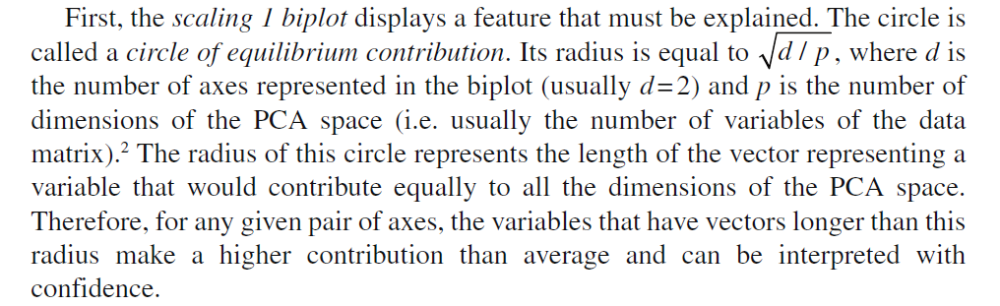 First, the scaling 1 biplot displays a feature that must be explained. The circle is
called a circle of equilibrium contribution. Its radius is equal to √d / p, where d is
the number of axes represented in the biplot (usually d=2) and p is the number of
dimensions of the PCA space (i.e. usually the number of variables of the data
matrix).² The radius of this circle represents the length of the vector representing a
variable that would contribute equally to all the dimensions of the PCA space.
Therefore, for any given pair of axes, the variables that have vectors longer than this
radius make a higher contribution than average and can be interpreted with
confidence.